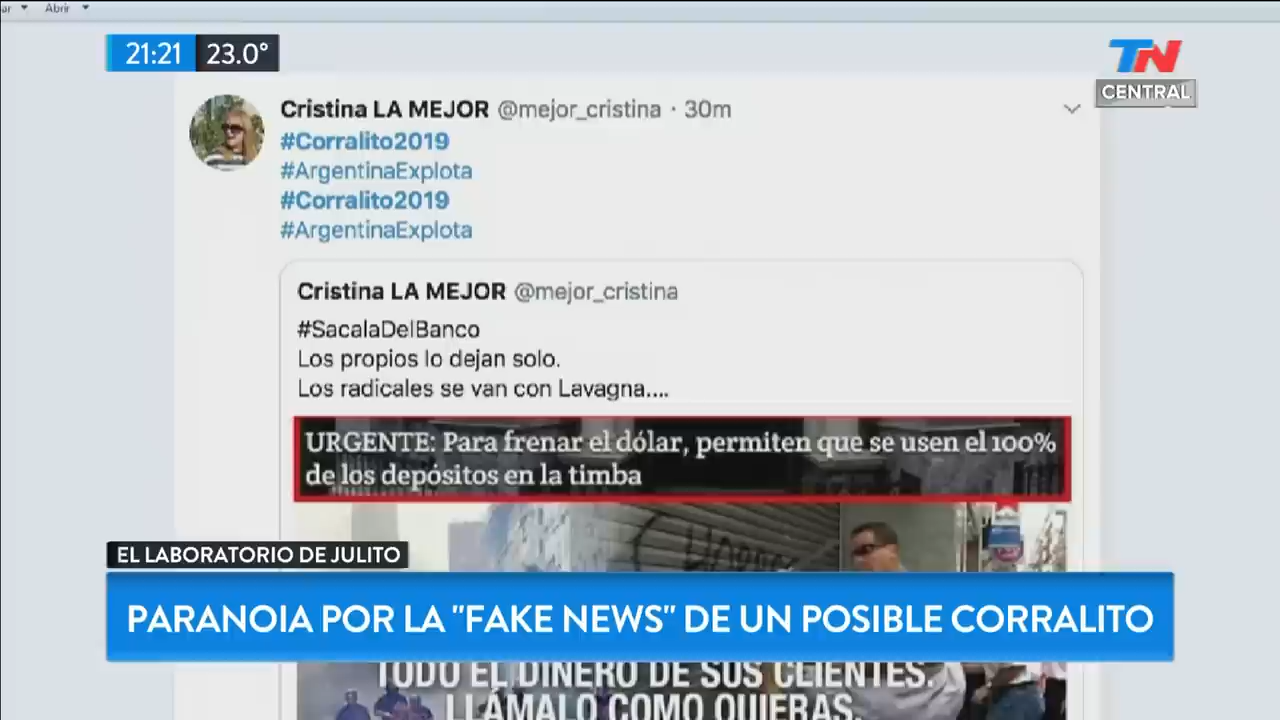 Abrir
21:21 23.0°
TN
CENTRAL
Cristina LA MEJOR @mejor_cristina · 30m
#Corralito2019
#ArgentinaExplota
#Corralito2019
#ArgentinaExplota
Cristina LA MEJOR @mejor_cristina
#SacalaDelBanco
Los propios lo dejan solo.
Los radicales se van con Lavagna....
URGENTE: Para frenar el dólar, permiten que se usen el 100%
de los depósitos en la timba
EL LABORATORIO DE JULITO
PARANOIA POR LA "FAKE NEWS" DE UN POSIBLE CORRALITO
TODO EL DINERO DE SUS CLIENTES.
LLÁMALO COMO QUIERAS.